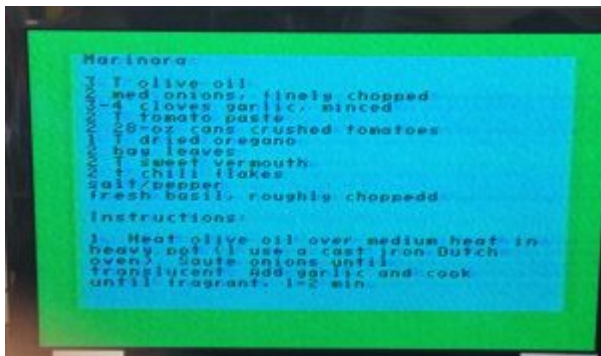 Marinara:
3 T olive oil
2 med onions, finely chopped
3-4 cloves garlic, minced
2 T tomato paste
2 28-oz cans crushed tomatoes
1 T dried oregano
2 bay leaves
2 T sweet vermouth
2 t chili flakes
salt/pepper
fresh basil, roughly choppedd
Instructions:
1. Heat olive oil over medium heat in
heavy pot (I use a cast iron Dutch
oven). Saute onions until
translucent. Add garlic and cook
until fragrant, 1-2 min.